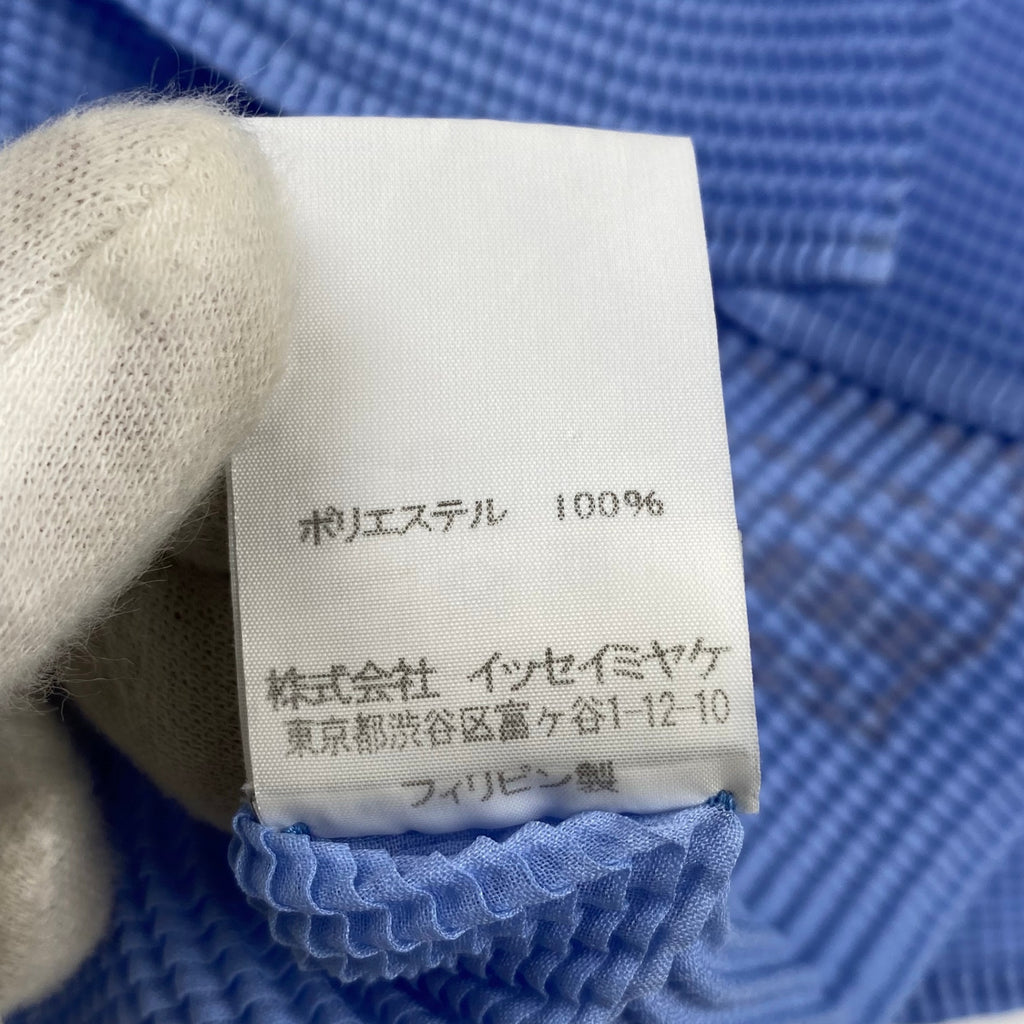 ポリエステル 100%
株式会社 イッセイミヤケ
東京都渋谷区富ヶ谷1-12-10
フィリピン製